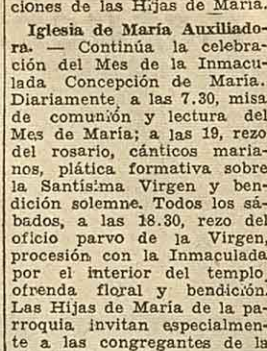 ciones de las Hijas de María.
Iglesia de María Auxiliado-
ra. — Continúa la celebra-
ción del Mes de la Inmacu-
lada Concepción de María.
Diariamente, a las 7.30, misa
de comunión y lectura del
Mes de María; a las 19, rezo
del rosario, cánticos maria-
nos, plática formativa sobre
la Santísima Virgen y ben-
dición solemne. Todos los sá-
bados, a las 18.30, rezo del
oficio parvo de la Virgen,
procesión con la Inmaculada
por el interior del templo,
ofrenda floral y bendición.
Las Hijas de María de la pa-
rroquia invitan especialmen-
te a las congregantes de la